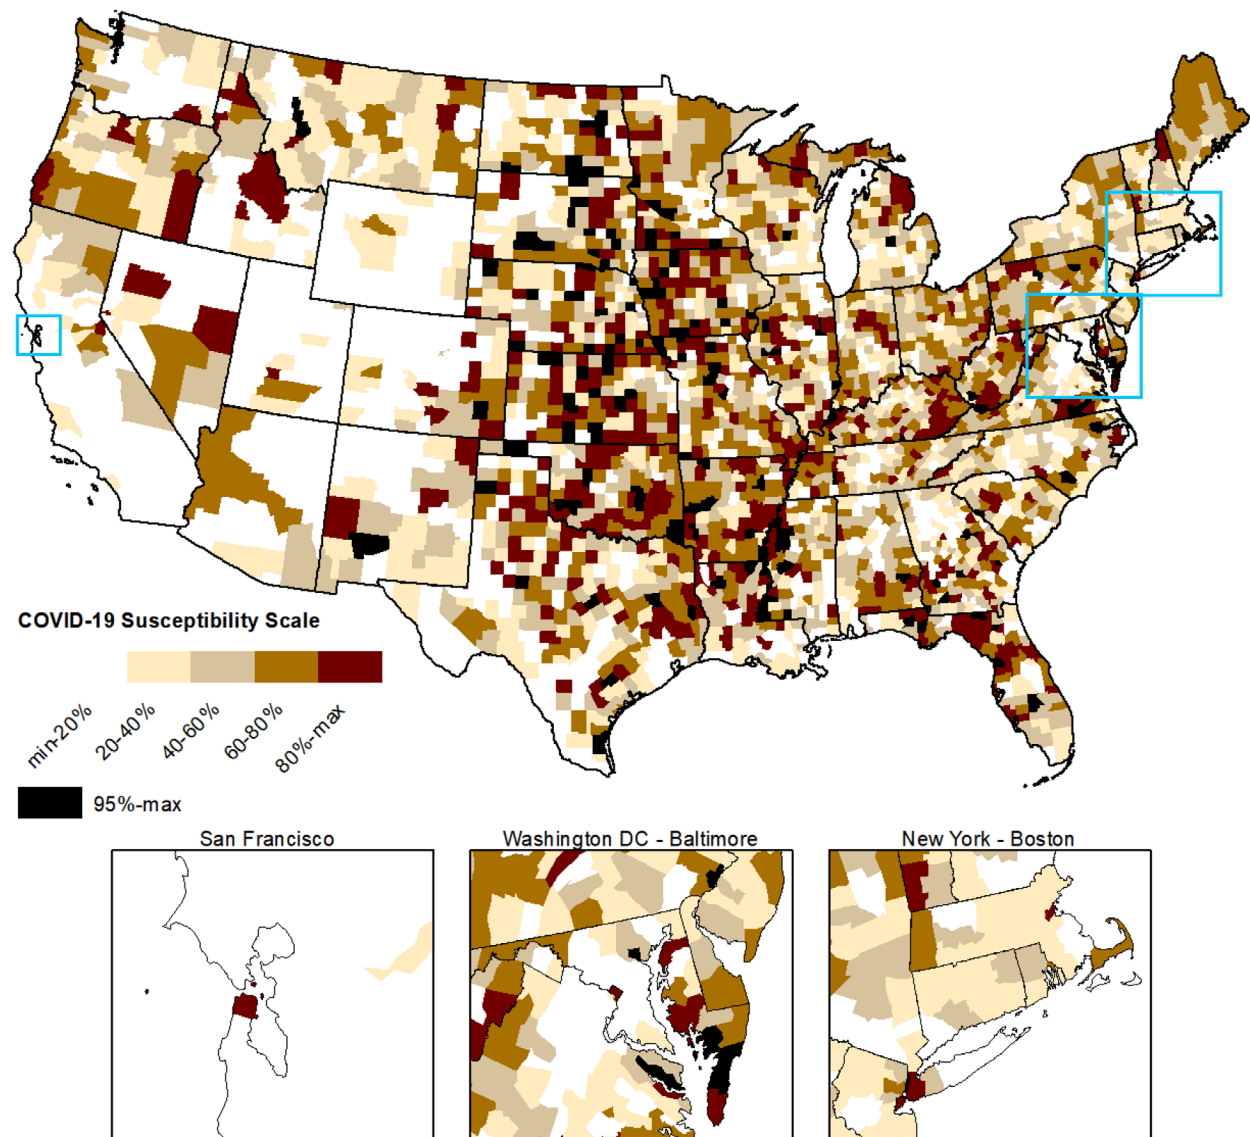 COVID-19 Susceptibility Scale
min-20%
20-40%
40-60%
60-80%
80%-max
95%-max
San Francisco
Washington DC - Baltimore
New York - Boston